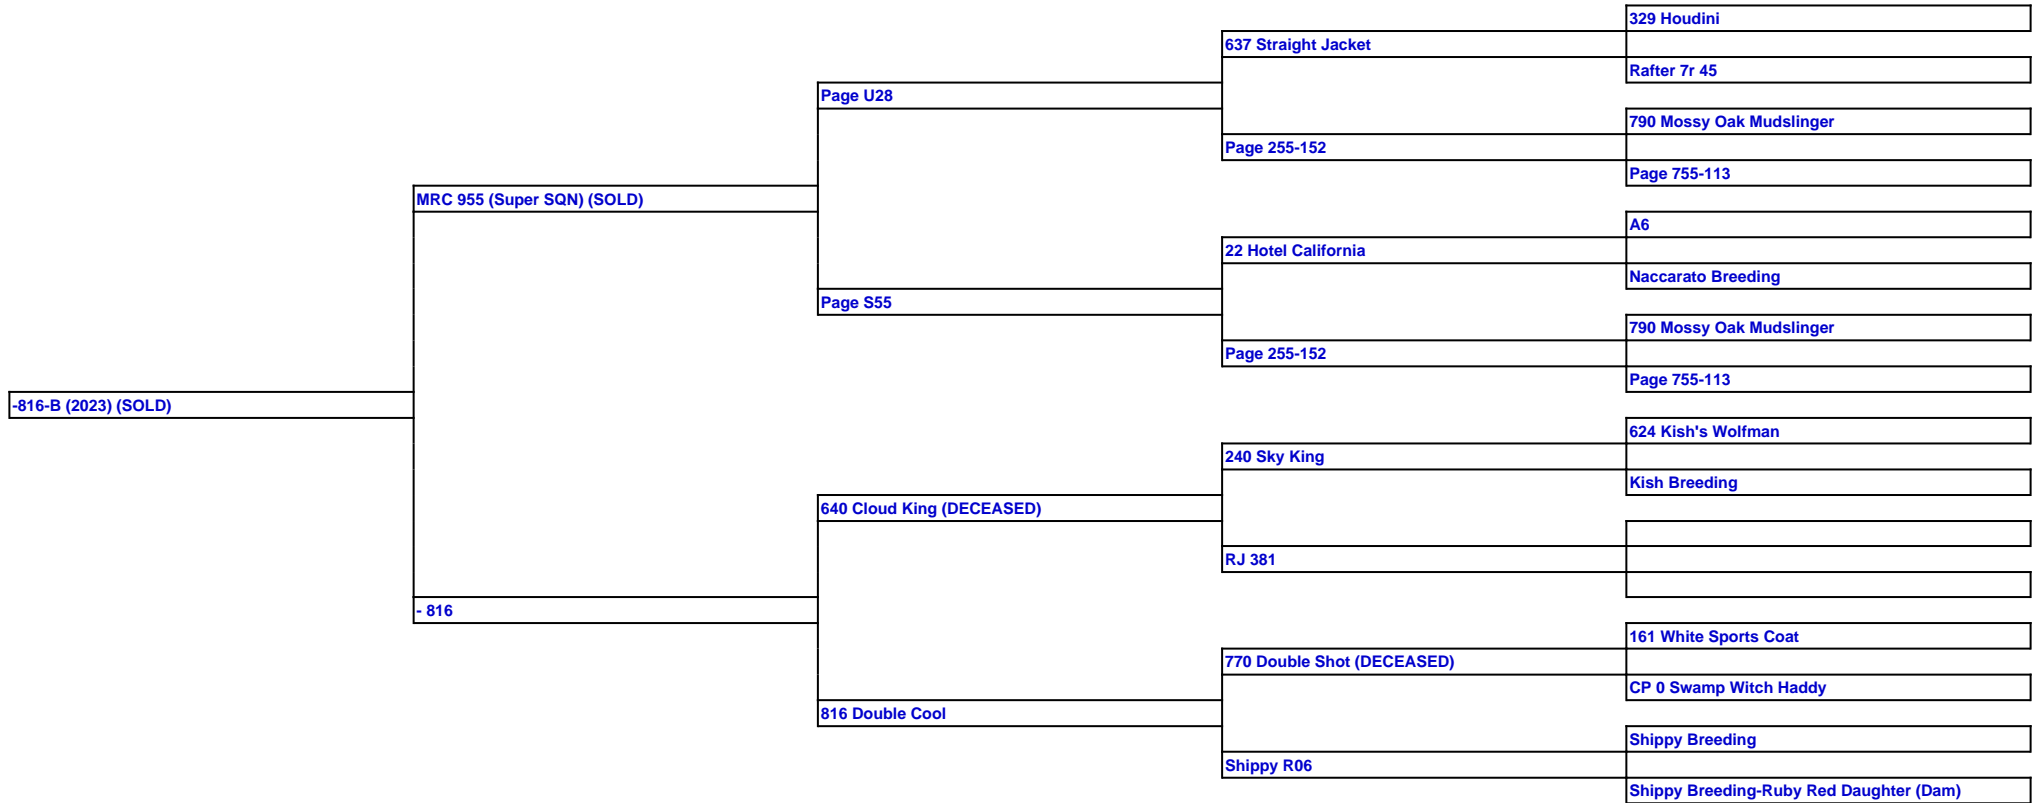 329 Houdini
637 Straight Jacket
Rafter 7r 45
Page U28
790 Mossy Oak Mudslinger
Page 255-152
Page 755-113
MRC 955 (Super SQN) (SOLD)
A6
22 Hotel California
Naccarato Breeding
Page S55
790 Mossy Oak Mudslinger
Page 255-152
Page 755-113
-816-B (2023) (SOLD)
624 Kish's Wolfman
240 Sky King
Kish Breeding
640 Cloud King (DECEASED)
RJ 381
- 816
161 White Sports Coat
770 Double Shot (DECEASED)
CP 0 Swamp Witch Haddy
816 Double Cool
Shippy Breeding
Shippy R06
Shippy Breeding-Ruby Red Daughter (Dam)